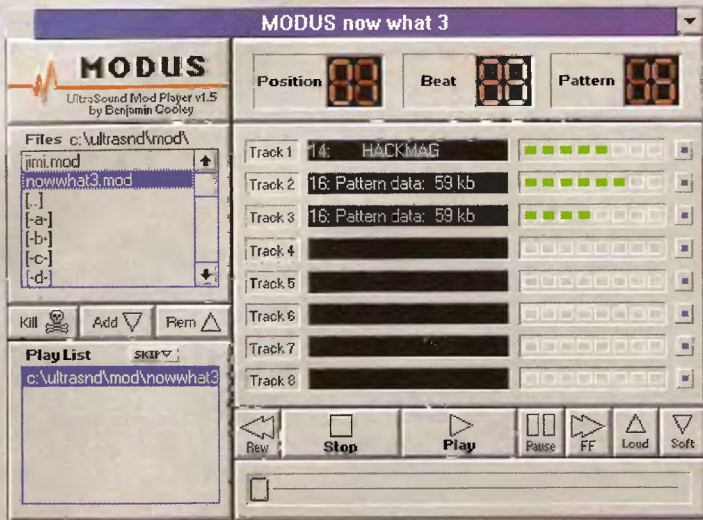 MODUS now what 3
MODUS
UltraSound Mod Player v1.5
by Benjamin Cooley
Position
Beat
Pattern
Files c:\ultrasnd\mod\
jimi.mod
nowwhat3.mod
[..]
[-a-]
[-b-]
[-c-]
[-d-]
Kill
Add
Rem
Play List
SKIP
c:\ultrasnd\mod\nowwhat3
Track 1 14: HACKMAG
Track 2 16: Pattern data: 59 kb
Track 3 16: Pattern data: 59 kb
Track 4
Track 5
Track 6
Track 7
Track 8
Rew
Stop
Play
Pause
FF
Loud
Soft